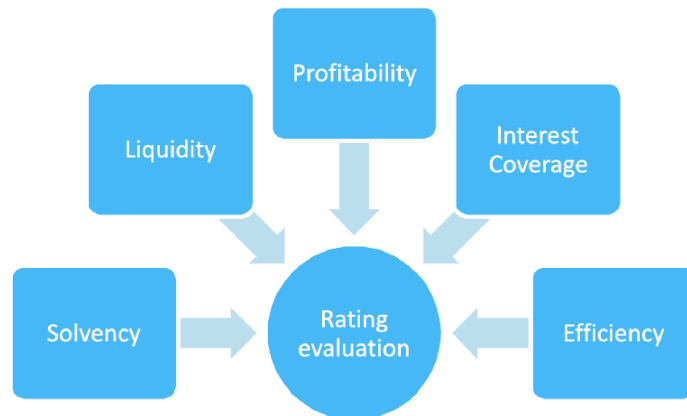 Profitability
Liquidity
Interest
Coverage
Solvency
Rating
evaluation
Efficiency